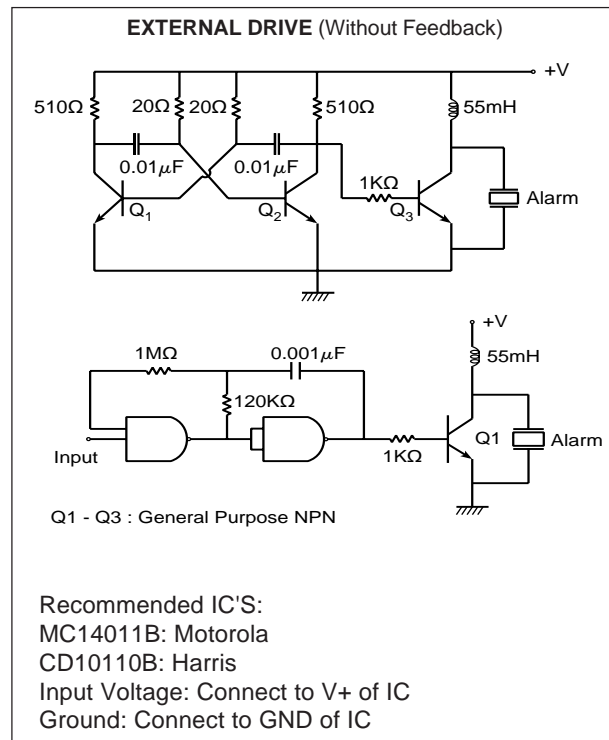 EXTERNAL DRIVE (Without Feedback)
+V
510Ω 20Ω 20Ω 510Ω 55mH
0.01µF 0.01µF
1KΩ Alarm
Q1 Q2 Q3
+V
1MΩ 0.001µF 55mH
120KΩ
Q1 Alarm
Input 1KΩ
Q1 - Q3 : General Purpose NPN
Recommended IC'S:
MC14011B: Motorola
CD10110B: Harris
Input Voltage: Connect to V+ of IC
Ground: Connect to GND of IC